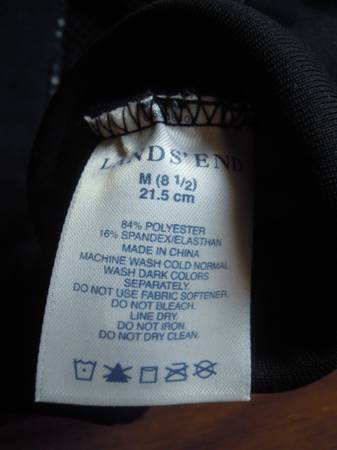 LANDS' END
M (8 1/2)
21.5 cm
84% POLYESTER
16% SPANDEX/ELASTHAN
MADE IN CHINA
MACHINE WASH COLD NORMAL
WASH DARK COLORS
SEPARATELY.
DO NOT USE FABRIC SOFTENER.
DO NOT BLEACH.
LINE DRY.
DO NOT IRON.
DO NOT DRY CLEAN.